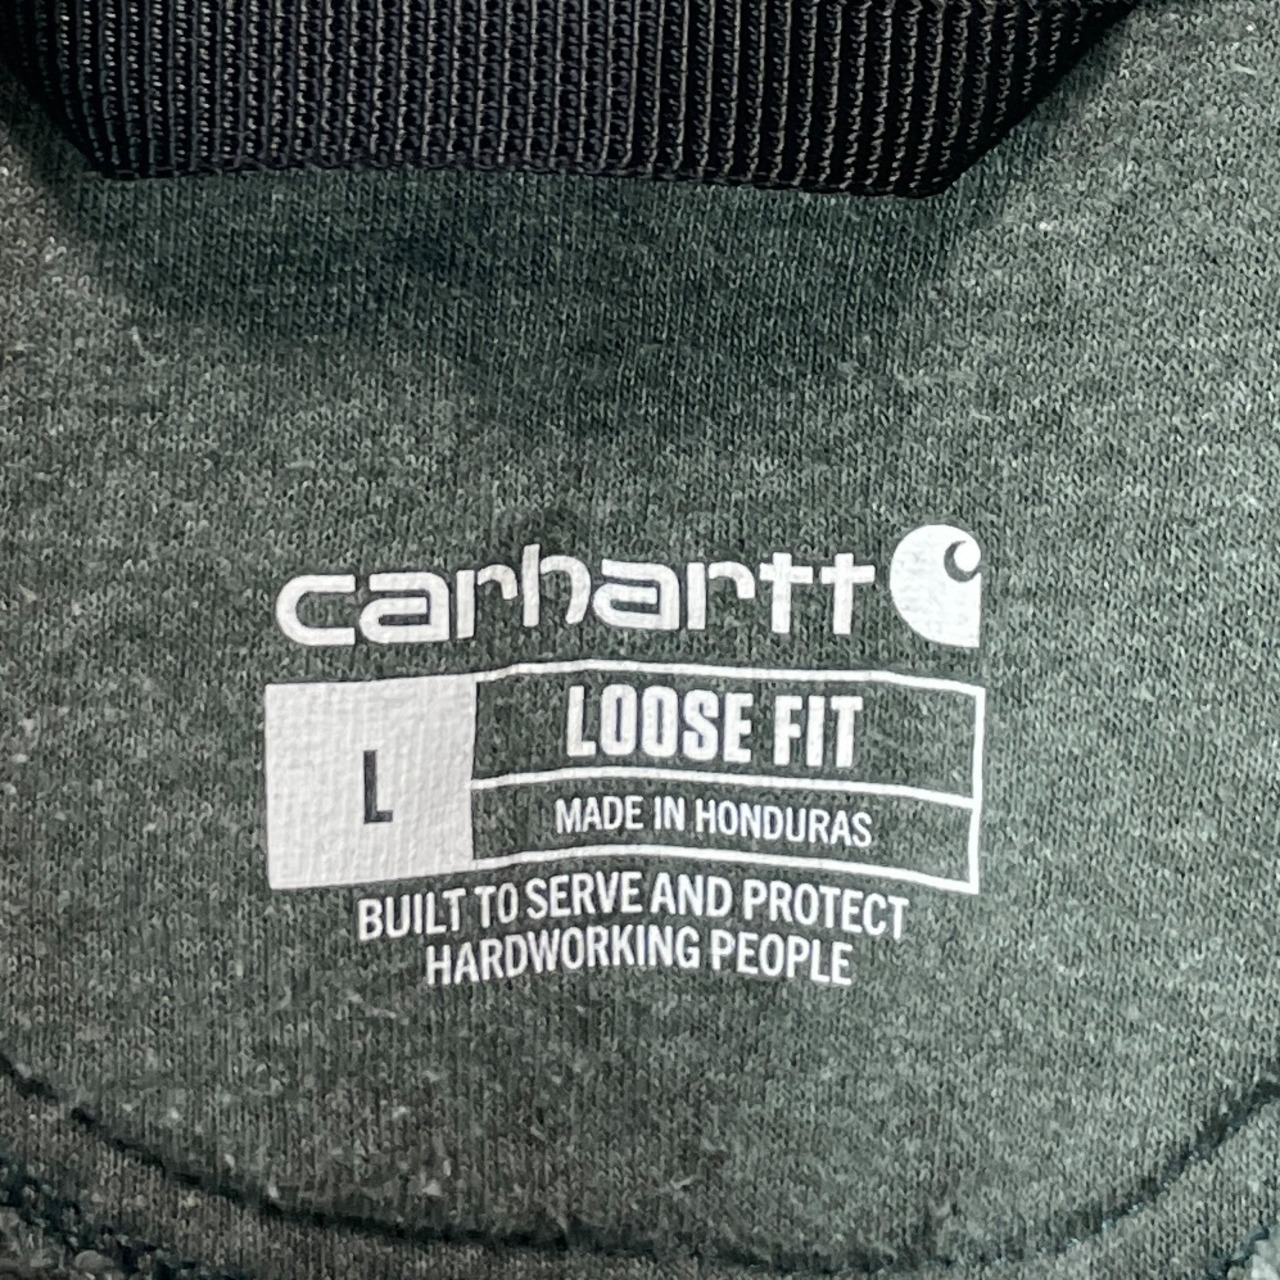 carhartt
L
LOOSE FIT
MADE IN HONDURAS
BUILT TO SERVE AND PROTECT
HARDWORKING PEOPLE